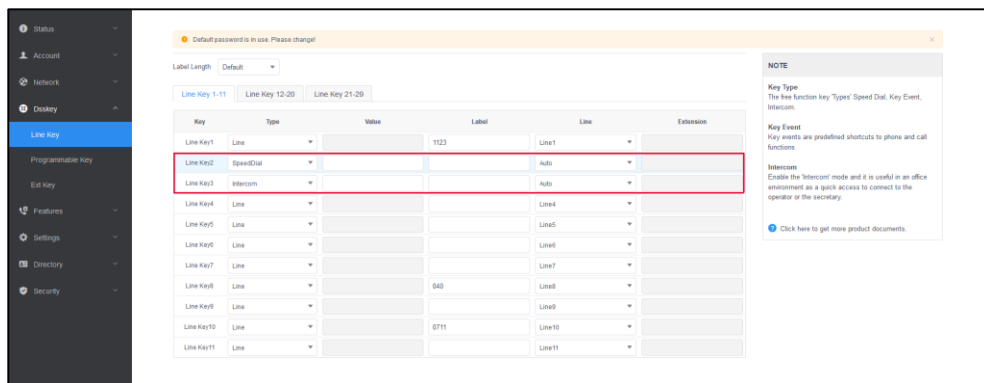 Status
Account
Network
Dsskey
Line Key
Programmable Key
Ext Key
Features
Settings
Directory
Security
Default password is in use. Please change!
Label Length Default
Line Key 1-11 Line Key 12-20 Line Key 21-29
Key Type Value Label Line Extension
Line Key1 Line 1123 Line1
Line Key2 SpeedDial Auto
Line Key3 Intercom Auto
Line Key4 Line Line4
Line Key5 Line Line5
Line Key6 Line Line6
Line Key7 Line Line7
Line Key8 Line 040 Line8
Line Key9 Line Line9
Line Key10 Line 0711 Line10
Line Key11 Line Line11
NOTE
Key Type
The free function key 'Types' Speed Dial, Key Event,
Intercom.
Key Event
Key events are predefined shortcuts to phone and call
functions.
Intercom
Enable the 'Intercom' mode and it is useful in an office
environment as a quick access to connect to the
operator or the secretary.
Click here to get more product documents.